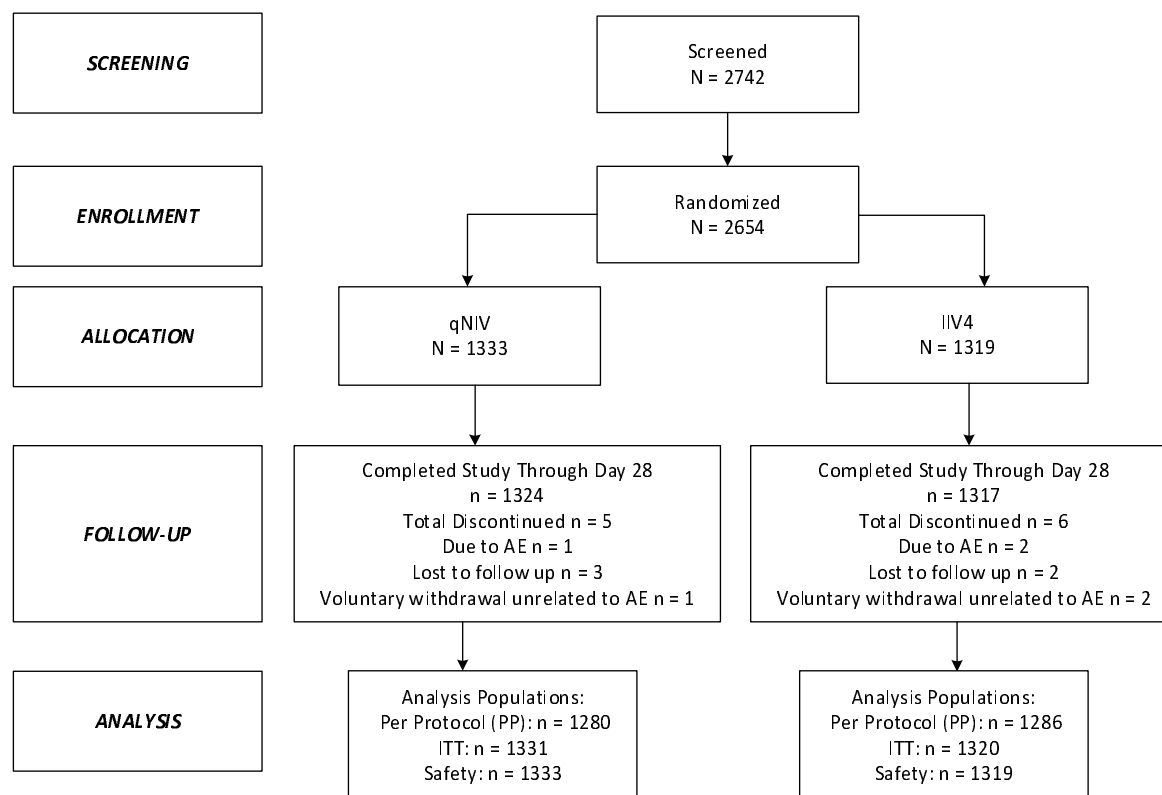 SCREENING
Screened
N = 2742
ENROLLMENT
Randomized
N = 2654
ALLOCATION
qNIV
N = 1333
IIV4
N = 1319
FOLLOW-UP
Completed Study Through Day 28
n = 1324
Total Discontinued n = 5
Due to AE n = 1
Lost to follow up n = 3
Voluntary withdrawal unrelated to AE n = 1
Completed Study Through Day 28
n = 1317
Total Discontinued n = 6
Due to AE n = 2
Lost to follow up n = 2
Voluntary withdrawal unrelated to AE n = 2
ANALYSIS
Analysis Populations:
Per Protocol (PP): n = 1280
ITT: n = 1331
Safety: n = 1333
Analysis Populations:
Per Protocol (PP): n = 1286
ITT: n = 1320
Safety: n = 1319